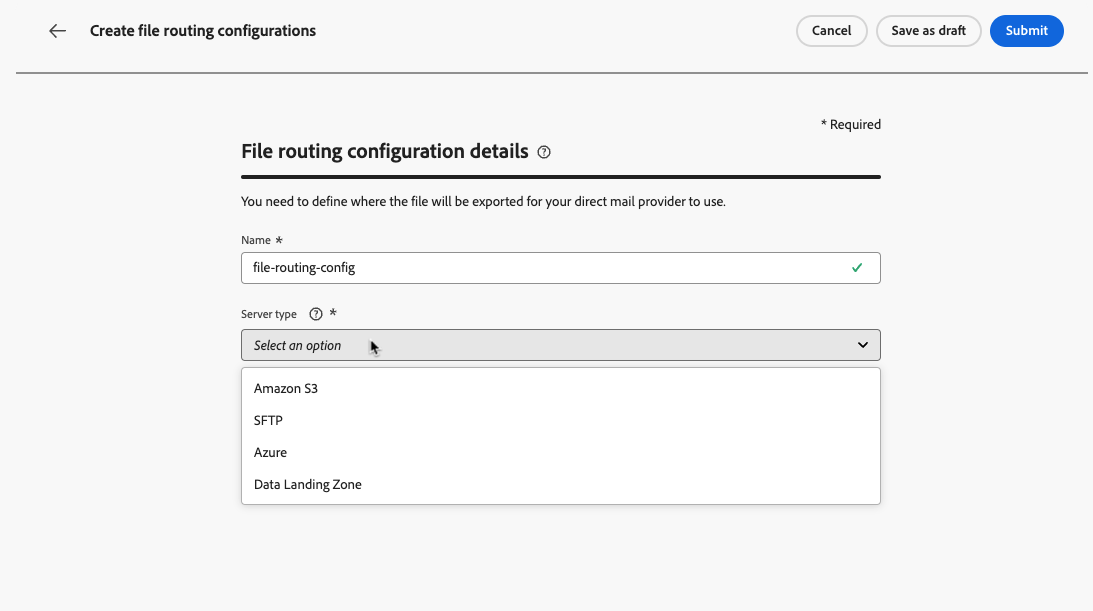 Create file routing configurations
Cancel
Save as draft
Submit
* Required
File routing configuration details
You need to define where the file will be exported for your direct mail provider to use.
Name *
file-routing-config
Server type *
Select an option
Amazon S3
SFTP
Azure
Data Landing Zone